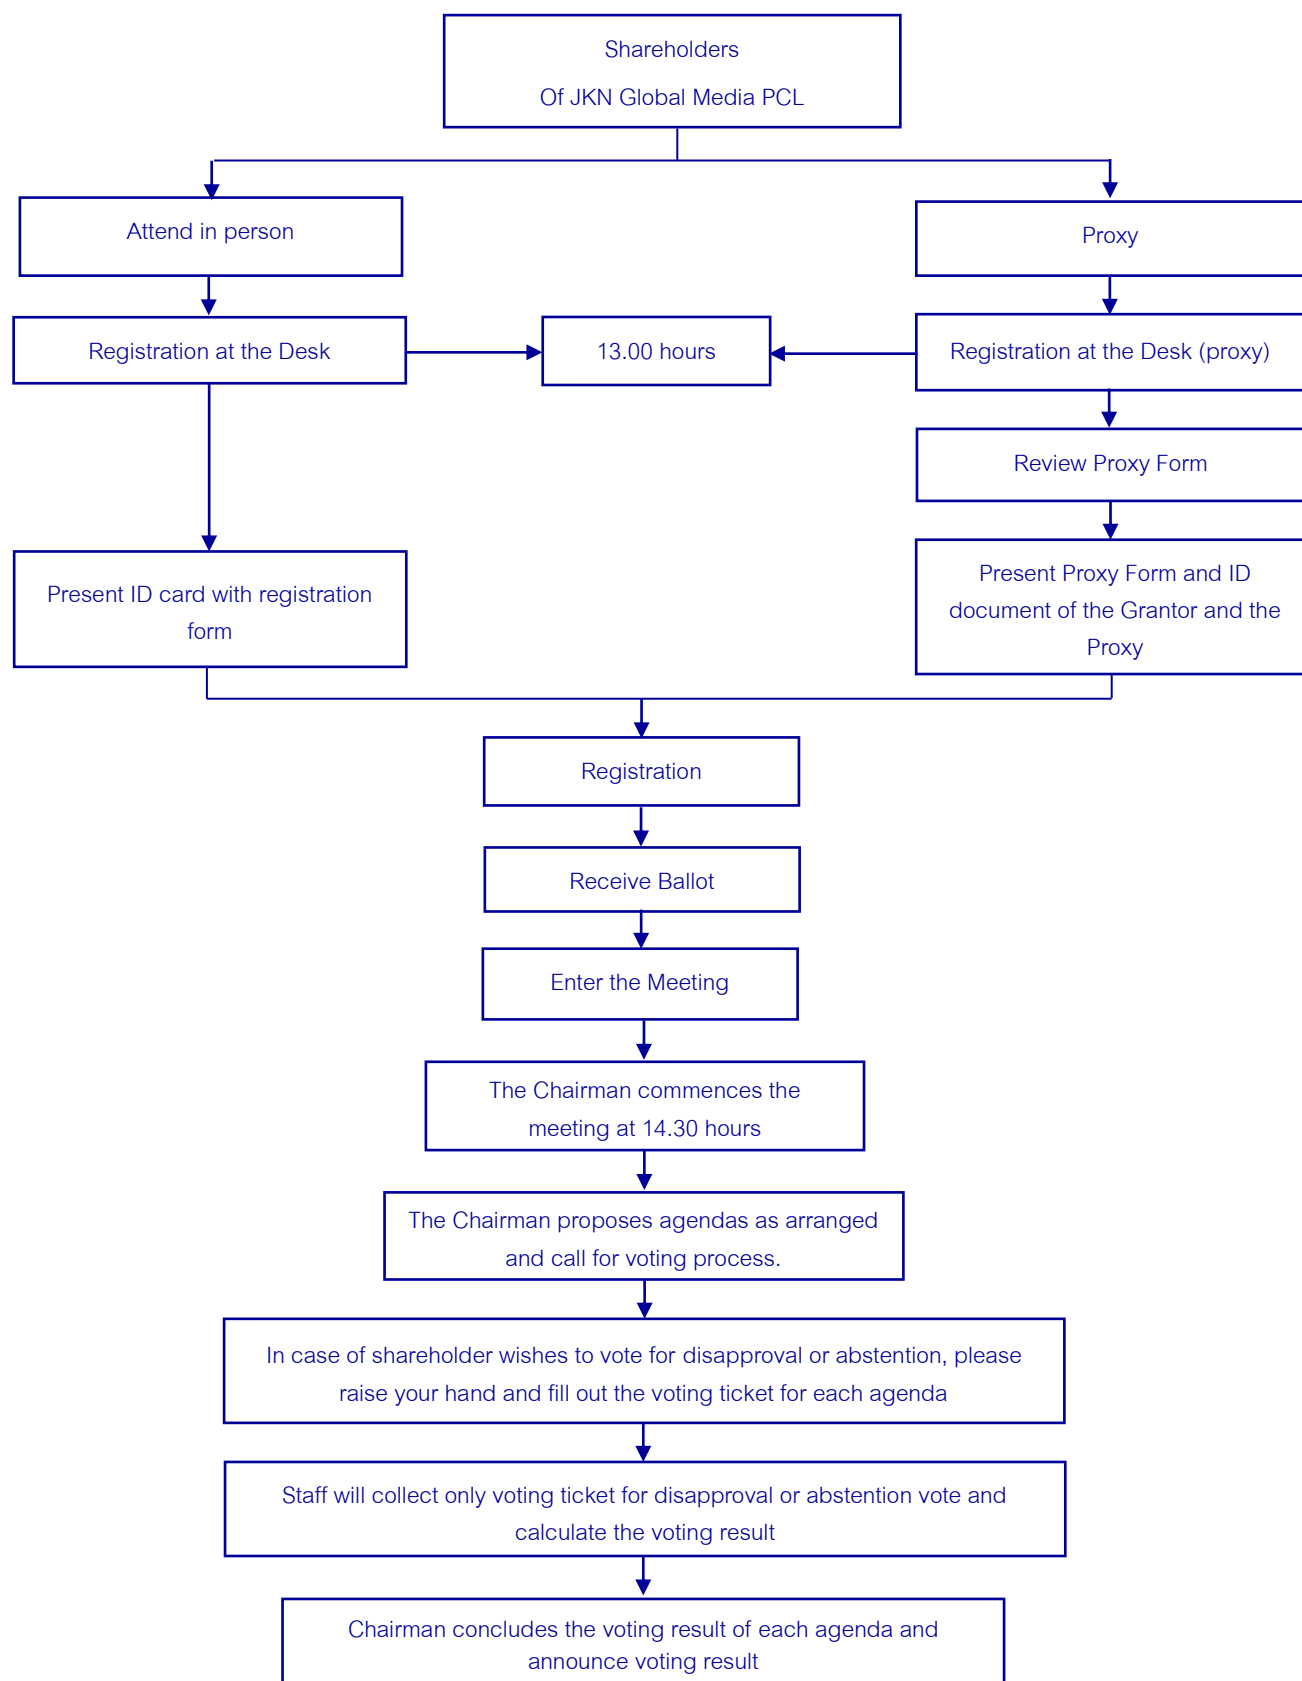 Shareholders
Of JKN Global Media PCL
Attend in person
Proxy
Registration at the Desk
13.00 hours
Registration at the Desk (proxy)
Review Proxy Form
Present ID card with registration
form
Present Proxy Form and ID
document of the Grantor and the
Proxy
Registration
Receive Ballot
Enter the Meeting
The Chairman commences the
meeting at 14.30 hours
The Chairman proposes agendas as arranged
and call for voting process.
In case of shareholder wishes to vote for disapproval or abstention, please
raise your hand and fill out the voting ticket for each agenda
Staff will collect only voting ticket for disapproval or abstention vote and
calculate the voting result
Chairman concludes the voting result of each agenda and
announce voting result